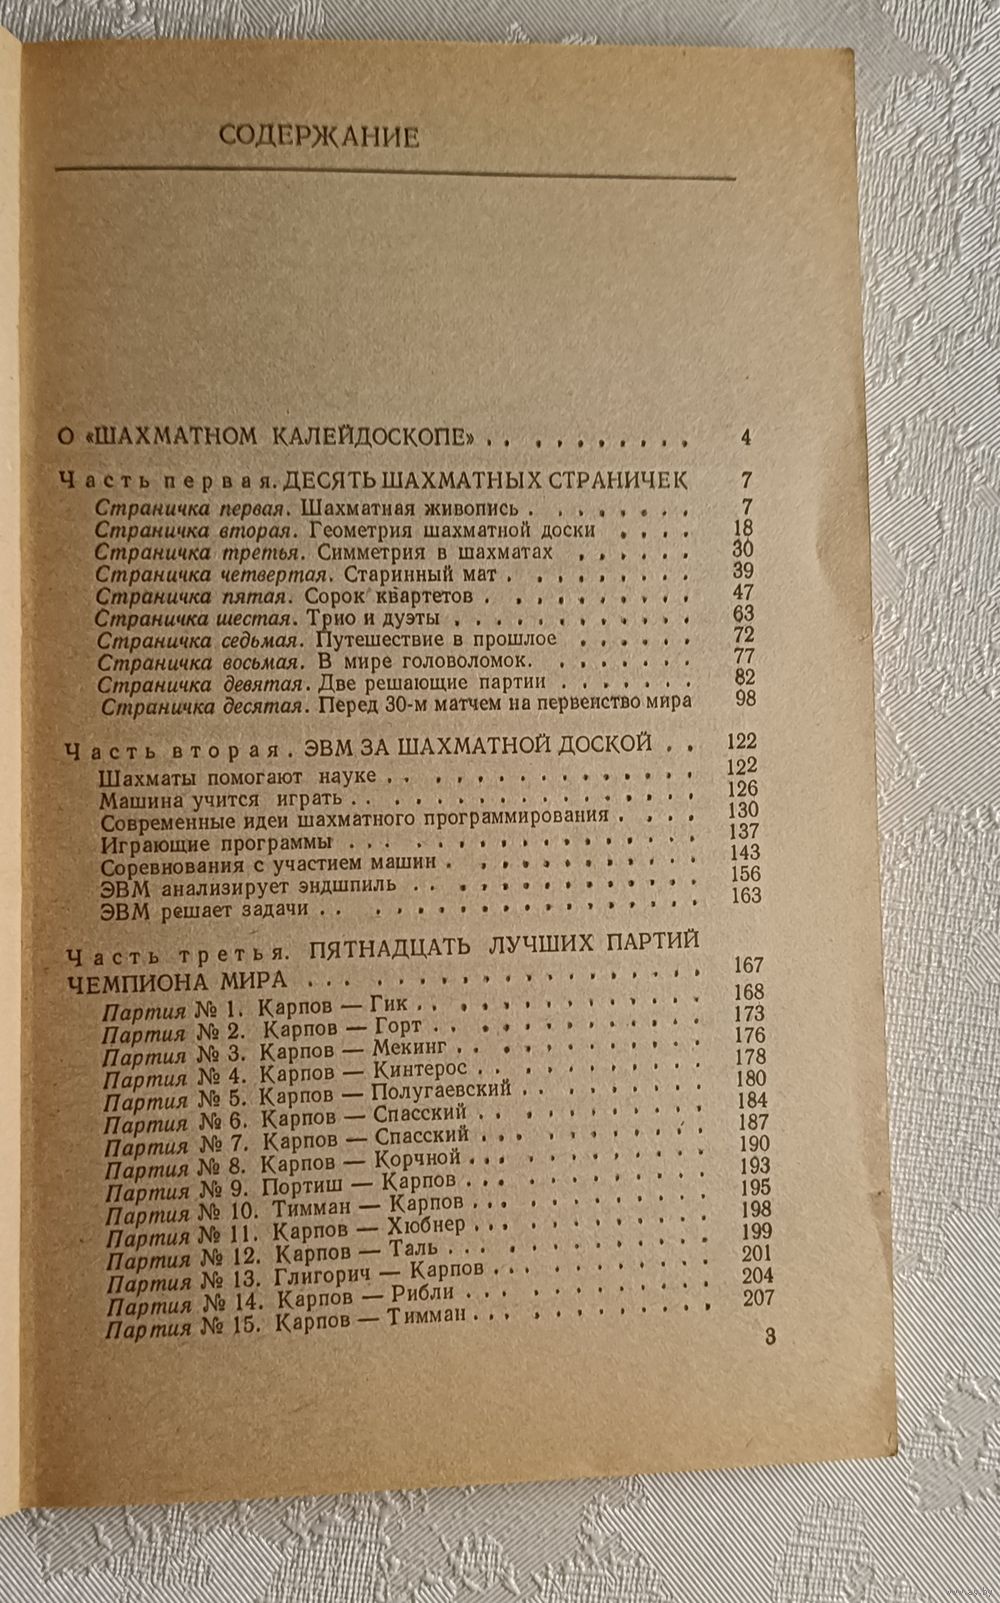 СОДЕРЖАНИЕ
О «ШАХМАТНОМ КАЛЕЙДОСКОПЕ» . . . . . . . . . . 4
Часть первая. ДЕСЯТЬ ШАХМАТНЫХ СТРАНИЧЕК 7
Страничка первая. Шахматная живопись . . . . . . . . 7
Страничка вторая. Геометрия шахматной доски . . . . 18
Страничка третья. Симметрия в шахматах . . . . . . 30
Страничка четвертая. Старинный мат . . . . . . . . . 39
Страничка пятая. Сорок квартетов . . . . . . . . . . 47
Страничка шестая. Трио и дуэты . . . . . . . . . . . . 63
Страничка седьмая. Путешествие в прошлое . . . . . . 72
Страничка восьмая. В мире головоломок. . . . . . . . 77
Страничка девятая. Две решающие партии . . . . . . . 82
Страничка десятая. Перед 30-м матчем на первенство мира 98
Часть вторая. ЭВМ ЗА ШАХМАТНОЙ ДОСКОЙ . . 122
Шахматы помогают науке . . . . . . . . . . . . . . 122
Машина учится играть . . . . . . . . . . . . . . . . 126
Современные идеи шахматного программирования . . . . 130
Играющие программы . . . . . . . . . . . . . . . . 137
Соревнования с участием машин . . . . . . . . . . . . 143
ЭВМ анализирует эндшпиль . . . . . . . . . . . . . . 156
ЭВМ решает задачи . . . . . . . . . . . . . . . . . 163
Часть третья. ПЯТНАДЦАТЬ ЛУЧШИХ ПАРТИЙ
ЧЕМПИОНА МИРА . . . . . . . . . . . . . . . . . . 167
Партия № 1. Карпов — Гик . . . . . . . . . . . . . 168
Партия № 2. Карпов — Горт . . . . . . . . . . . . . 173
Партия № 3. Карпов — Мекинг . . . . . . . . . . . . 176
Партия № 4. Карпов — Кинтерос . . . . . . . . . . . 178
Партия № 5. Карпов — Полугаевский . . . . . . . . . 180
Партия № 6. Карпов — Спасский . . . . . . . . . . . 184
Партия № 7. Карпов — Спасский . . . . . . . . . . . 187
Партия № 8. Карпов — Корчной . . . . . . . . . . . 190
Партия № 9. Портиш — Карпов . . . . . . . . . . . . 193
Партия № 10. Тимман — Карпов . . . . . . . . . . . 195
Партия № 11. Карпов — Хюбнер . . . . . . . . . . . 198
Партия № 12. Карпов — Таль . . . . . . . . . . . . 199
Партия № 13. Глигорич — Карпов . . . . . . . . . . 201
Партия № 14. Карпов — Рибли . . . . . . . . . . . . 204
Партия № 15. Карпов — Тимман . . . . . . . . . . . 207
3
www.ay.by